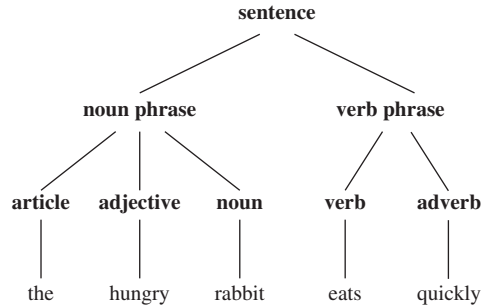 sentence
noun phrase verb phrase
article adjective noun verb adverb
the hungry rabbit eats quickly